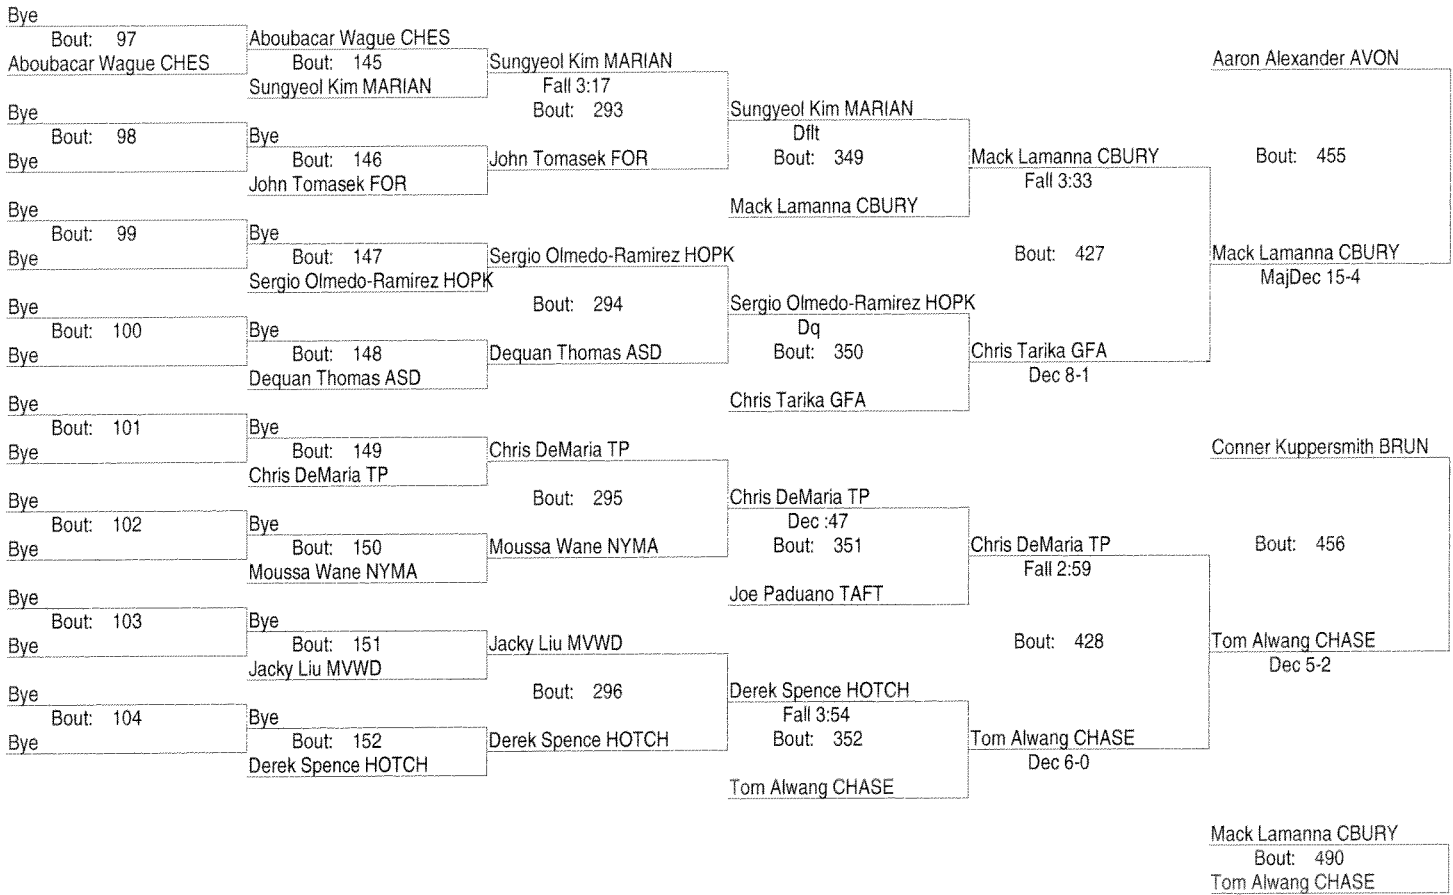 Bye
Bout: 97
Aboubacar Wague CHES
Bye
Bout: 98
Bye
Bye
Bout: 99
Bye
Bye
Bout: 100
Bye
Bye
Bout: 101
Bye
Bye
Bout: 102
Bye
Bye
Bout: 103
Bye
Bye
Bout: 104
Bye
Aboubacar Wague CHES
Bout: 145
Sungyeol Kim MARIAN
Bye
Bout: 146
John Tomasek FOR
Bye
Bout: 147
Sergio Olmedo-Ramirez HOPK
Bye
Bout: 148
Dequan Thomas ASD
Bye
Bout: 149
Chris DeMaria TP
Bye
Bout: 150
Moussa Wane NYMA
Bye
Bout: 151
Jacky Liu MVWD
Bye
Bout: 152
Derek Spence HOTCH
Sungyeol Kim MARIAN
Fall 3:17
Bout: 293
John Tomasek FOR
Sergio Olmedo-Ramirez HOPK
Bout: 294
Dequan Thomas ASD
Chris DeMaria TP
Bout: 295
Moussa Wane NYMA
Jacky Liu MVWD
Bout: 296
Derek Spence HOTCH
Sungyeol Kim MARIAN
Dflt
Bout: 349
Mack Lamanna CBURY
Sergio Olmedo-Ramirez HOPK
Dq
Bout: 350
Chris Tarika GFA
Chris DeMaria TP
Dec :47
Bout: 351
Joe Paduano TAFT
Derek Spence HOTCH
Fall 3:54
Bout: 352
Tom Alwang CHASE
Mack Lamanna CBURY
Fall 3:33
Bout: 427
Chris Tarika GFA
Dec 8-1
Chris DeMaria TP
Fall 2:59
Bout: 428
Tom Alwang CHASE
Dec 6-0
Aaron Alexander AVON
Bout: 455
Mack Lamanna CBURY
MajDec 15-4
Conner Kuppersmith BRUN
Bout: 456
Tom Alwang CHASE
Dec 5-2
Mack Lamanna CBURY
Bout: 490
Tom Alwang CHASE